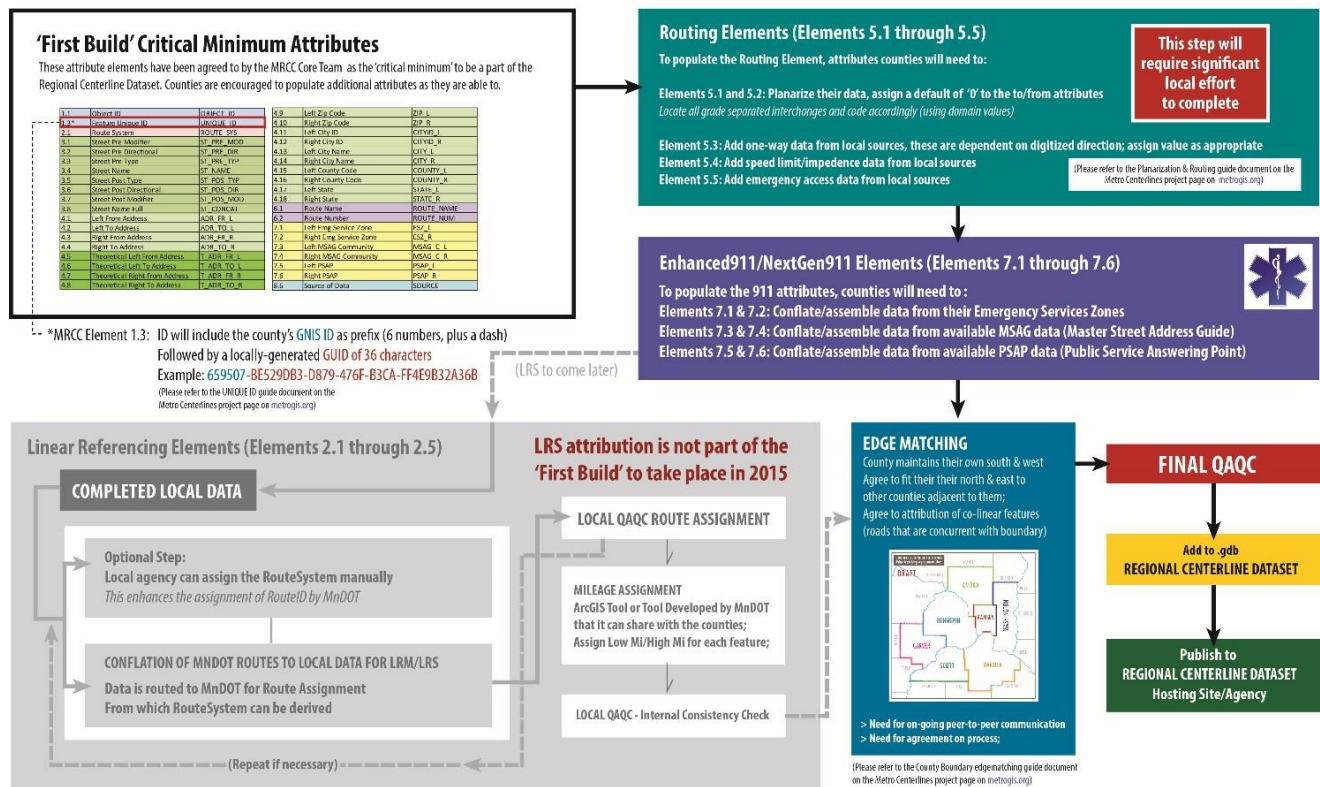 'First Build' Critical Minimum Attributes
These attribute elements have been agreed to by the MRCC Core Team as the 'critical minimum' to be a part of the
Regional Centerline Dataset. Counties are encouraged to populate additional attributes as they are able to.
1.1 Object ID OBJECT_ID
1.3* Feature Unique ID UNIQUE_ID
2.1 Route System ROUTE_SYS
3.1 Street Pre Modifier ST_PRE_MOD
3.2 Street Pre Directional ST_PRE_DIR
3.3 Street Pre Type ST_PRE_TYP
3.4 Street Name ST_NAME
3.5 Street Post Type ST_POS_TYP
3.6 Street Post Directional ST_POS_DIR
3.7 Street Post Modifier ST_POS_MOD
3.8 Street Name Full ST_CONCAT
4.1 Left From Address ADR_FR_L
4.2 Left To Address ADR_TO_L
4.3 Right From Address ADR_FR_R
4.4 Right To Address ADR_TO_R
4.5 Theoretical Left From Address T_ADR_FR_L
4.6 Theoretical Left To Address T_ADR_TO_L
4.7 Theoretical Right From Address T_ADR_FR_R
4.8 Theoretical Right To Address T_ADR_TO_R
4.9 Left Zip Code ZIP_L
4.10 Right Zip Code ZIP_R
4.11 Left City ID CITYID_L
4.12 Right City ID CITYID_R
4.13 Left City Name CITY_L
4.14 Right City Name CITY_R
4.15 Left County Code COUNTY_L
4.16 Right County Code COUNTY_R
4.17 Left State STATE_L
4.18 Right State STATE_R
6.1 Route Name ROUTE_NAME
6.2 Route Number ROUTE_NUM
7.1 Left Emg Service Zone ESZ_L
7.2 Right Emg Service Zone ESZ_R
7.3 Left MSAG Community MSAG_C_L
7.4 Right MSAG Community MSAG_C_R
7.5 Left PSAP PSAP_L
7.6 Right PSAP PSAP_R
8.6 Source of Data SOURCE
*MRCC Element 1.3: ID will include the county's GNIS ID as prefix (6 numbers, plus a dash)
Followed by a locally-generated GUID of 36 characters
Example: 659507-BE529DB3-D879-476F-B3CA-FF4E9B32A36B
(Please refer to the UNIQUE ID guide document on the
Metro Centerlines project page on metrogis.org)
Routing Elements (Elements 5.1 through 5.5)
To populate the Routing Element, attributes counties will need to:
Elements 5.1 and 5.2: Planarize their data, assign a default of '0' to the to/from attributes
Locate all grade separated interchanges and code accordingly (using domain values)
Element 5.3: Add one-way data from local sources, these are dependent on digitized direction; assign value as appropriate
Element 5.4: Add speed limit/impedence data from local sources
Element 5.5: Add emergency access data from local sources
This step will
require significant
local effort
to complete
(Please refer to the Planarization & Routing guide document on the
Metro Centerlines project page on metrogis.org)
Enhanced911/NextGen911 Elements (Elements 7.1 through 7.6)
To populate the 911 attributes, counties will need to :
Elements 7.1 & 7.2: Conflate/assemble data from their Emergency Services Zones
Elements 7.3 & 7.4: Conflate/assemble data from available MSAG data (Master Street Address Guide)
Elements 7.5 & 7.6: Conflate/assemble data from available PSAP data (Public Service Answering Point)
(LRS to come later)
Linear Referencing Elements (Elements 2.1 through 2.5)
LRS attribution is not part of the
'First Build' to take place in 2015
COMPLETED LOCAL DATA
Optional Step:
Local agency can assign the RouteSystem manually
This enhances the assignment of RouteID by MnDOT
CONFLATION OF MNDOT ROUTES TO LOCAL DATA FOR LRM/LRS
Data is routed to MnDOT for Route Assignment
From which RouteSystem can be derived
(Repeat if necessary)
LOCAL QAQC ROUTE ASSIGNMENT
MILEAGE ASSIGNMENT
ArcGIS Tool or Tool Developed by MnDOT
that it can share with the counties;
Assign Low Mi/High Mi for each feature;
LOCAL QAQC - Internal Consistency Check
EDGE MATCHING
County maintains their own south & west
Agree to fit their their north & east to
other counties adjacent to them;
Agree to attribution of co-linear features
(roads that are concurrent with boundary)
DRAFT
ANOKA
HENNEPIN
RAMSEY
WASHINGTON
CARVER
SCOTT
DAKOTA
> Need for on-going peer-to-peer communication
> Need for agreement on process;
(Please refer to the County Boundary edgematching guide document
on the Metro Centerlines project page on metrogis.org)
FINAL QAQC
Add to .gdb
REGIONAL CENTERLINE DATASET
Publish to
REGIONAL CENTERLINE DATASET
Hosting Site/Agency